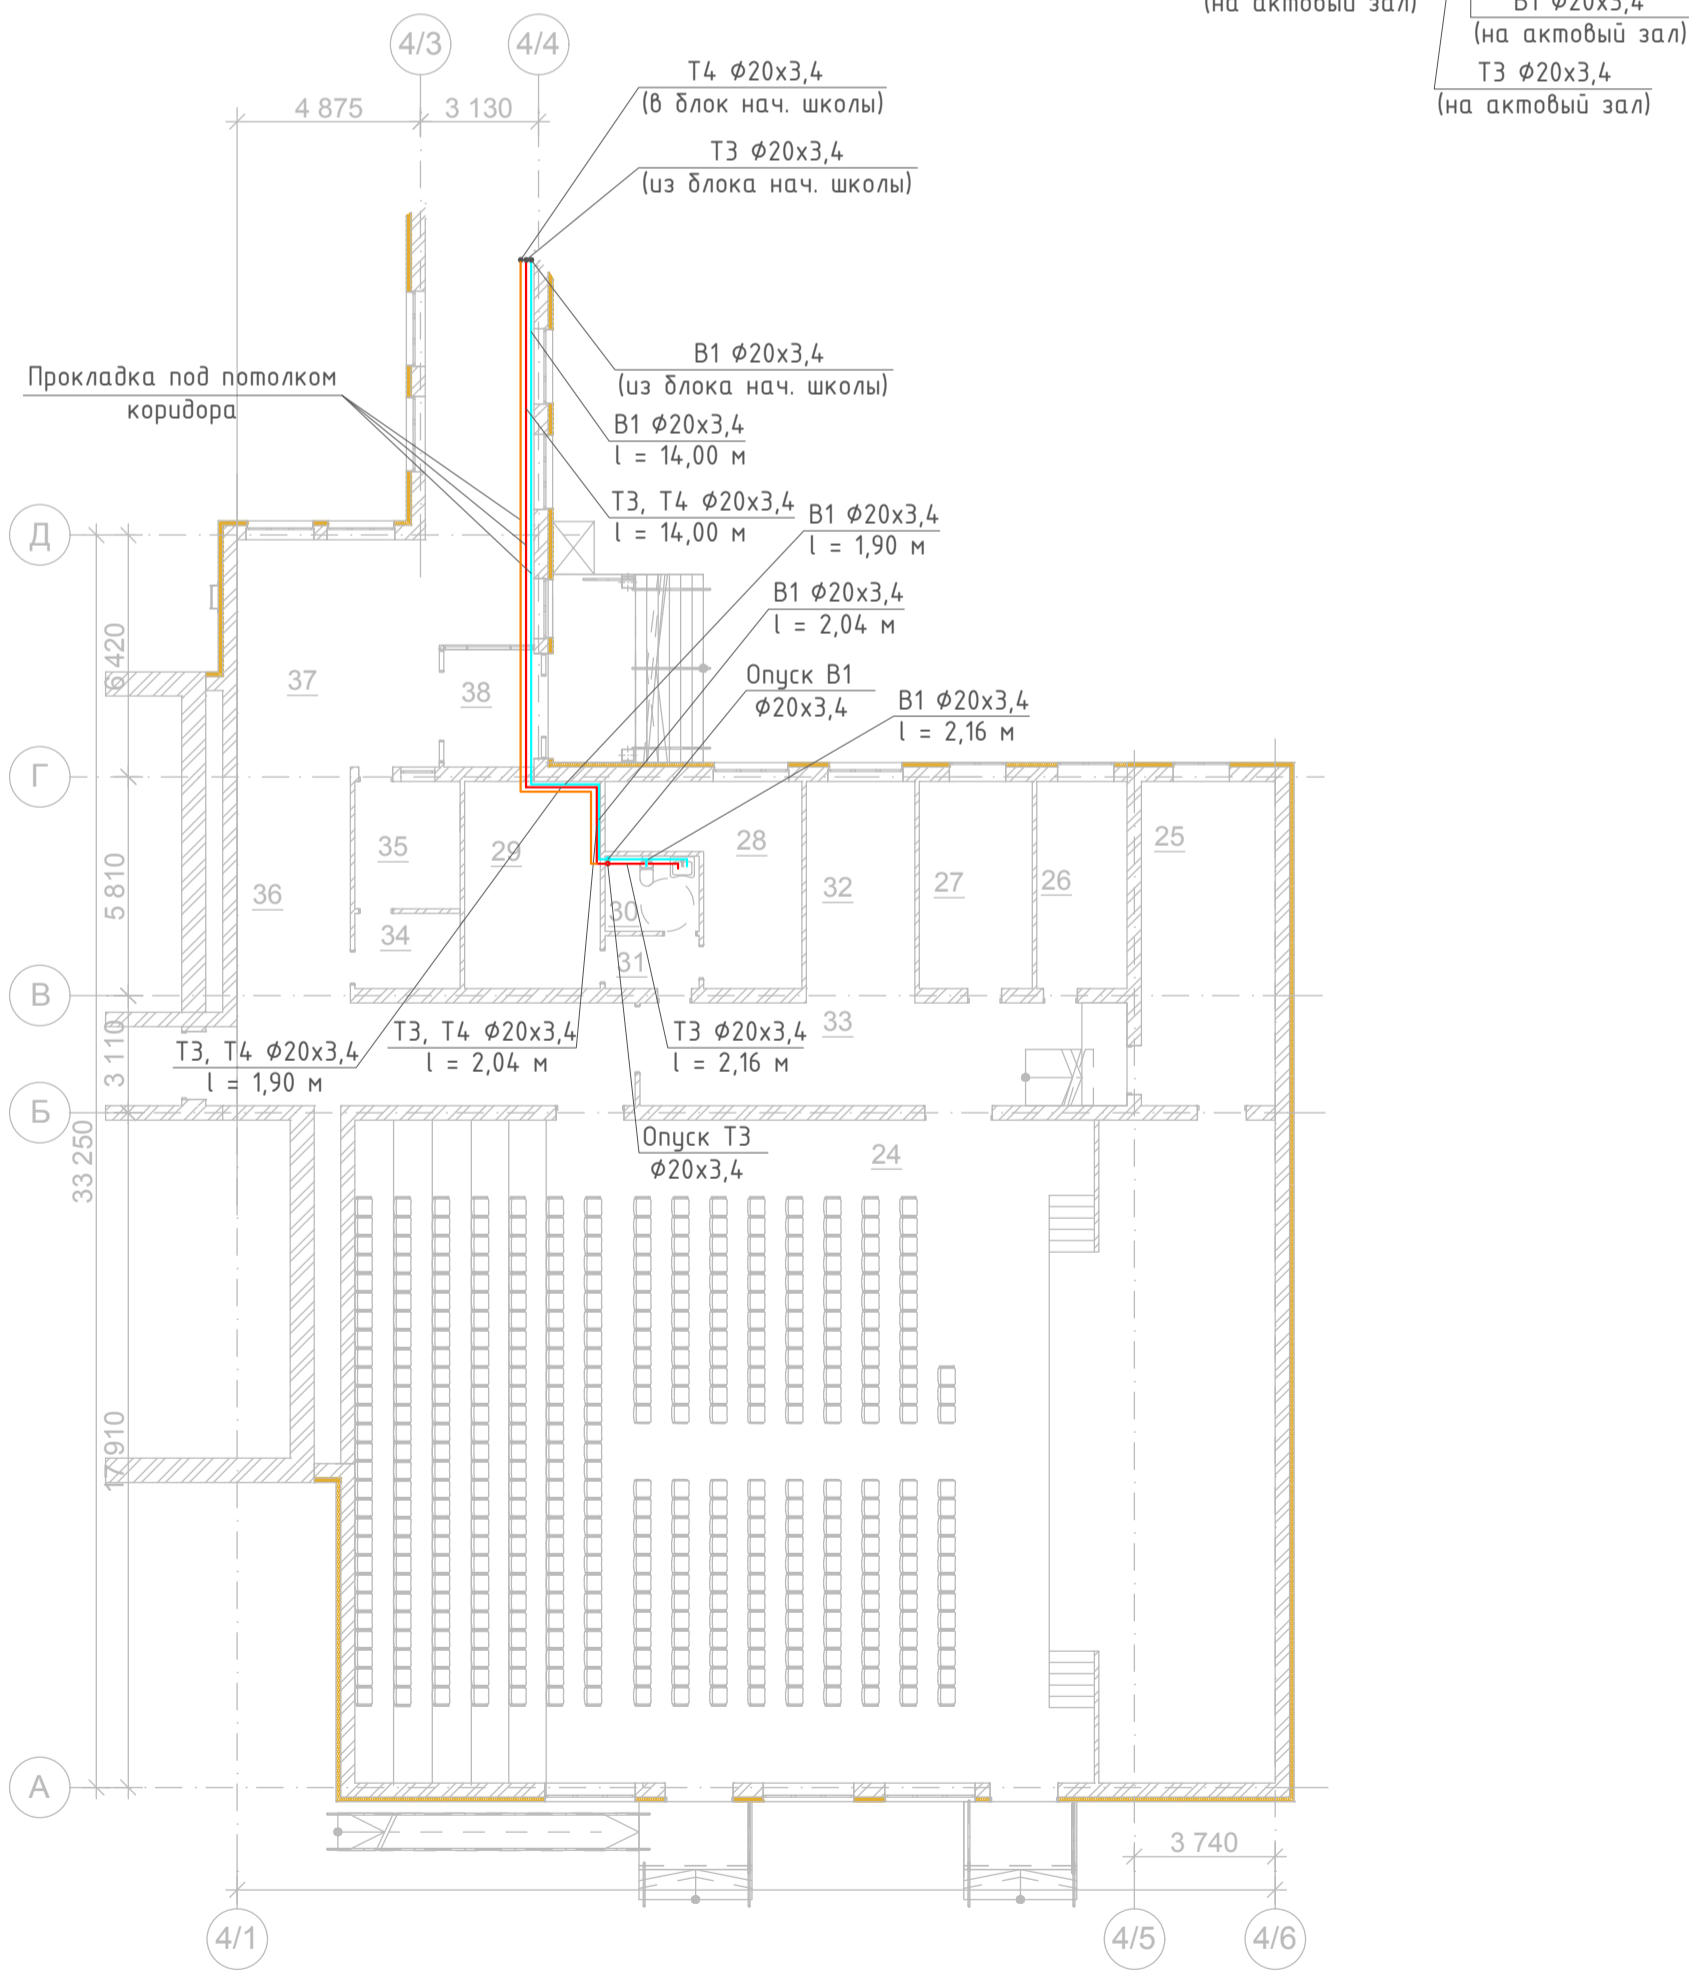 (на актовый зал)
В1 Ф20х3,4
(на актовый зал)
Т3 Ф20х3,4
(на актовый зал)
4/3
4/4
4 875
3 130
Т4 Ф20х3,4
(в блок нач. школы)
Т3 Ф20х3,4
(из блока нач. школы)
В1 Ф20х3,4
(из блока нач. школы)
Прокладка под потолком
коридора
В1 Ф20х3,4
l = 14,00 м
Т3, Т4 Ф20х3,4
l = 14,00 м
В1 Ф20х3,4
l = 1,90 м
В1 Ф20х3,4
l = 2,04 м
Опуск В1
Ф20х3,4
В1 Ф20х3,4
l = 2,16 м
Д
6 420
37
38
Г
5 810
35
29
28
25
36
32
27
26
34
30
31
В
33
3 110
Т3, Т4 Ф20х3,4
l = 1,90 м
Т3, Т4 Ф20х3,4
l = 2,04 м
Т3 Ф20х3,4
l = 2,16 м
Б
33 250
Опуск Т3
Ф20х3,4
24
17 910
А
3 740
4/1
4/5
4/6